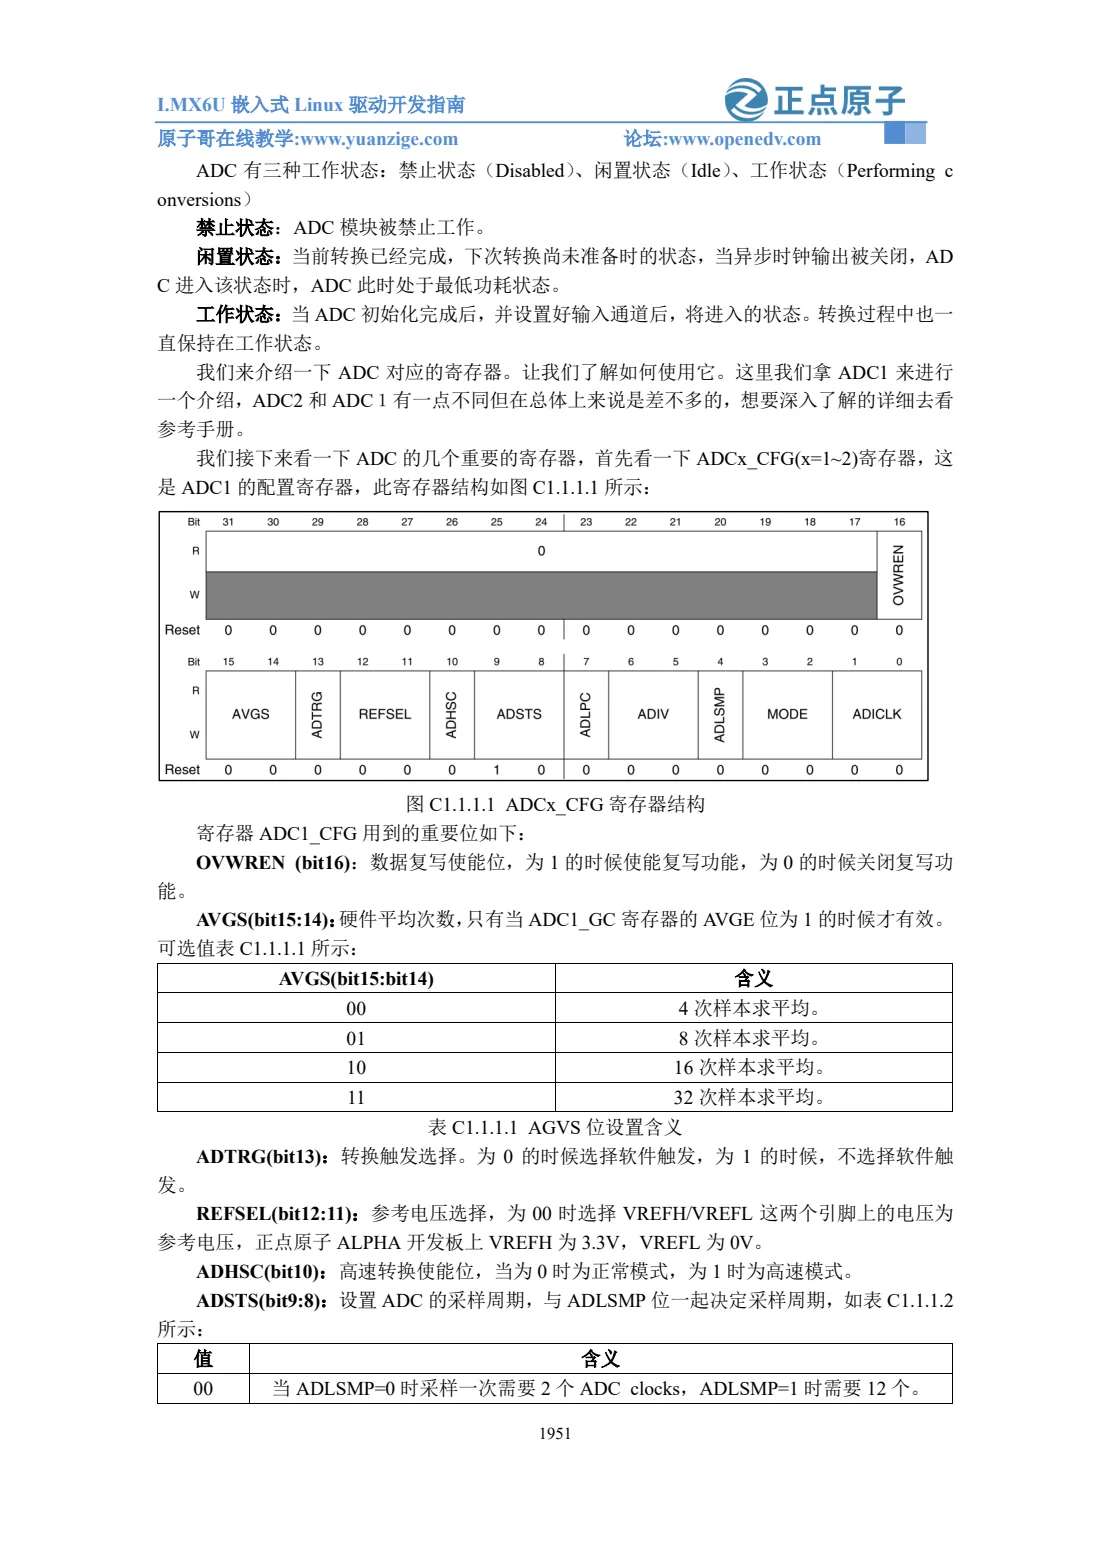 I.MX6U 嵌入式 Linux 驱动开发指南
正点原子
原子哥在线教学:www.yuanzige.com 论坛:www.openedv.com
ADC 有三种工作状态：禁止状态（Disabled）、闲置状态（Idle）、工作状态（Performing c
onversions）
禁止状态：ADC 模块被禁止工作。
闲置状态：当前转换已经完成，下次转换尚未准备时的状态，当异步时钟输出被关闭，AD
C 进入该状态时，ADC 此时处于最低功耗状态。
工作状态：当 ADC 初始化完成后，并设置好输入通道后，将进入的状态。转换过程中也一
直保持在工作状态。
我们来介绍一下 ADC 对应的寄存器。让我们了解如何使用它。这里我们拿 ADC1 来进行
一个介绍，ADC2 和 ADC 1 有一点不同但在总体上来说是差不多的，想要深入了解的详细去看
参考手册。
我们接下来看一下 ADC 的几个重要的寄存器，首先看一下 ADCx_CFG(x=1~2)寄存器，这
是 ADC1 的配置寄存器，此寄存器结构如图 C1.1.1.1 所示：
Bit 31 30 29 28 27 26 25 24 23 22 21 20 19 18 17 16
R 0 OVWREN
W
Reset 0 0 0 0 0 0 0 0 0 0 0 0 0 0 0 0
Bit 15 14 13 12 11 10 9 8 7 6 5 4 3 2 1 0
R
AVGS ADTRG REFSEL ADHSC ADSTS ADLPC ADIV ADLSMP MODE ADICLK
W
Reset 0 0 0 0 0 0 1 0 0 0 0 0 0 0 0 0
图 C1.1.1.1 ADCx_CFG 寄存器结构
寄存器 ADC1_CFG 用到的重要位如下：
OVWREN (bit16)：数据复写使能位，为 1 的时候使能复写功能，为 0 的时候关闭复写功
能。
AVGS(bit15:14)：硬件平均次数，只有当 ADC1_GC 寄存器的 AVGE 位为 1 的时候才有效。
可选值表 C1.1.1.1 所示：
AVGS(bit15:bit14) 含义
00 4 次样本求平均。
01 8 次样本求平均。
10 16 次样本求平均。
11 32 次样本求平均。
表 C1.1.1.1 AGVS 位设置含义
ADTRG(bit13)：转换触发选择。为 0 的时候选择软件触发，为 1 的时候，不选择软件触
发。
REFSEL(bit12:11)：参考电压选择，为 00 时选择 VREFH/VREFL 这两个引脚上的电压为
参考电压，正点原子 ALPHA 开发板上 VREFH 为 3.3V，VREFL 为 0V。
ADHSC(bit10)：高速转换使能位，当为 0 时为正常模式，为 1 时为高速模式。
ADSTS(bit9:8)：设置 ADC 的采样周期，与 ADLSMP 位一起决定采样周期，如表 C1.1.1.2
所示：
值 含义
00 当 ADLSMP=0 时采样一次需要 2 个 ADC clocks，ADLSMP=1 时需要 12 个。
1951